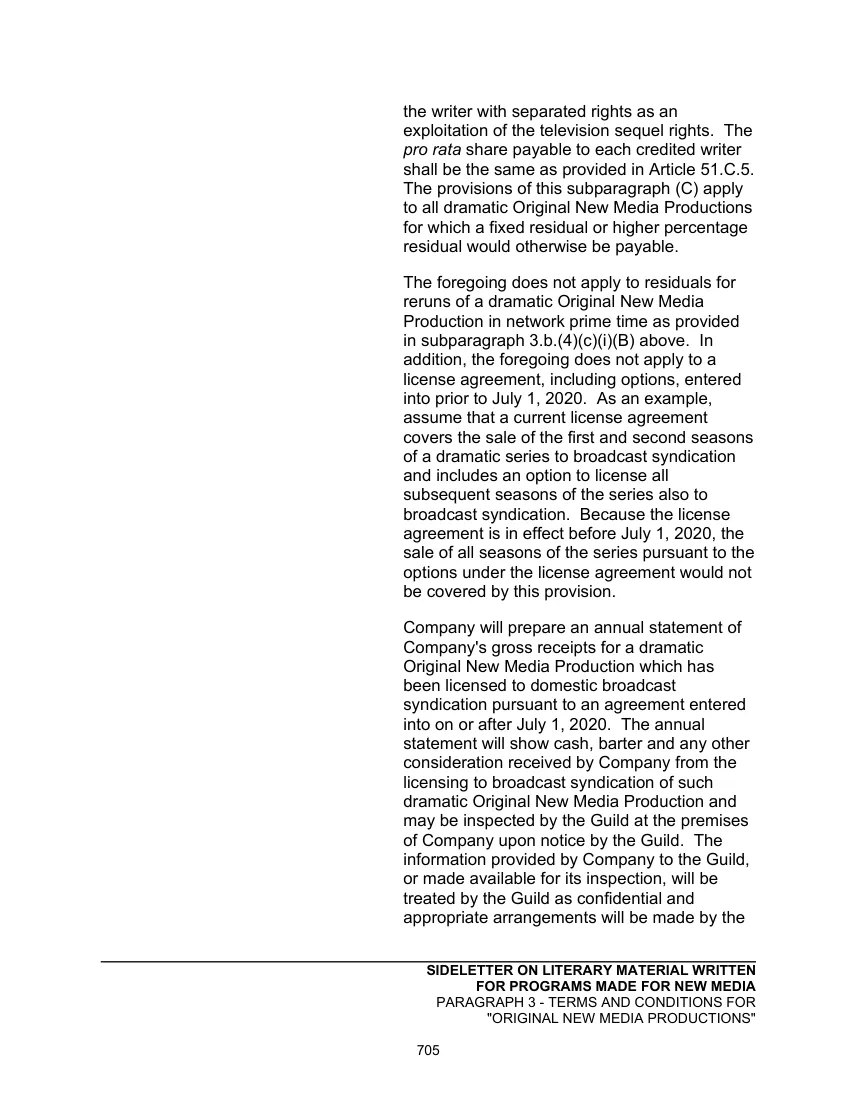 the writer with separated rights as an
exploitation of the television sequel rights.  The
pro rata share payable to each credited writer
shall be the same as provided in Article 51.C.5.
The provisions of this subparagraph (C) apply
to all dramatic Original New Media Productions
for which a fixed residual or higher percentage
residual would otherwise be payable.
The foregoing does not apply to residuals for
reruns of a dramatic Original New Media
Production in network prime time as provided
in subparagraph 3.b.(4)(c)(i)(B) above.  In
addition, the foregoing does not apply to a
license agreement, including options, entered
into prior to July 1, 2020.  As an example,
assume that a current license agreement
covers the sale of the first and second seasons
of a dramatic series to broadcast syndication
and includes an option to license all
subsequent seasons of the series also to
broadcast syndication.  Because the license
agreement is in effect before July 1, 2020, the
sale of all seasons of the series pursuant to the
options under the license agreement would not
be covered by this provision.
Company will prepare an annual statement of
Company's gross receipts for a dramatic
Original New Media Production which has
been licensed to domestic broadcast
syndication pursuant to an agreement entered
into on or after July 1, 2020.  The annual
statement will show cash, barter and any other
consideration received by Company from the
licensing to broadcast syndication of such
dramatic Original New Media Production and
may be inspected by the Guild at the premises
of Company upon notice by the Guild.  The
information provided by Company to the Guild,
or made available for its inspection, will be
treated by the Guild as confidential and
appropriate arrangements will be made by the
SIDELETTER ON LITERARY MATERIAL WRITTEN
FOR PROGRAMS MADE FOR NEW MEDIA
PARAGRAPH 3 - TERMS AND CONDITIONS FOR
"ORIGINAL NEW MEDIA PRODUCTIONS"
705